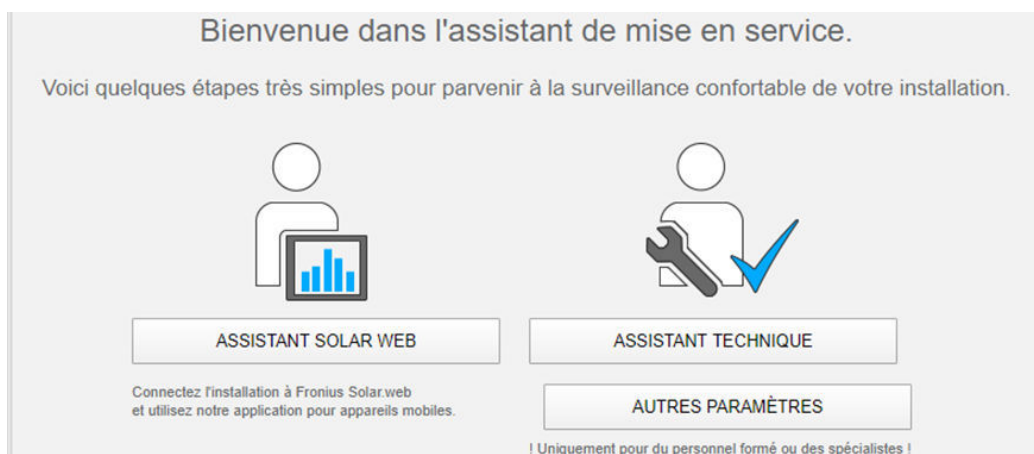 Bienvenue dans l'assistant de mise en service.
Voici quelques étapes très simples pour parvenir à la surveillance confortable de votre installation.
ASSISTANT SOLAR WEB
Connectez l'installation à Fronius Solar.web
et utilisez notre application pour appareils mobiles.
ASSISTANT TECHNIQUE
AUTRES PARAMÈTRES
! Uniquement pour du personnel formé ou des spécialistes !